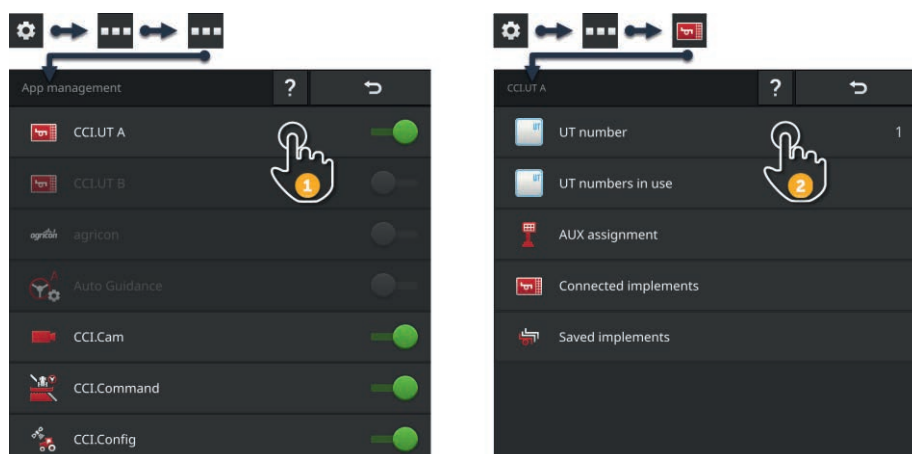 App management
?
CCI.UT A
1
CCI.UT B
agricon
agricon
Auto Guidance
CCI.Cam
CCI.Command
CCI.Config
CCI.UT A
?
UT
UT number
1
2
UT
UT numbers in use
AUX assignment
Connected implements
Saved implements